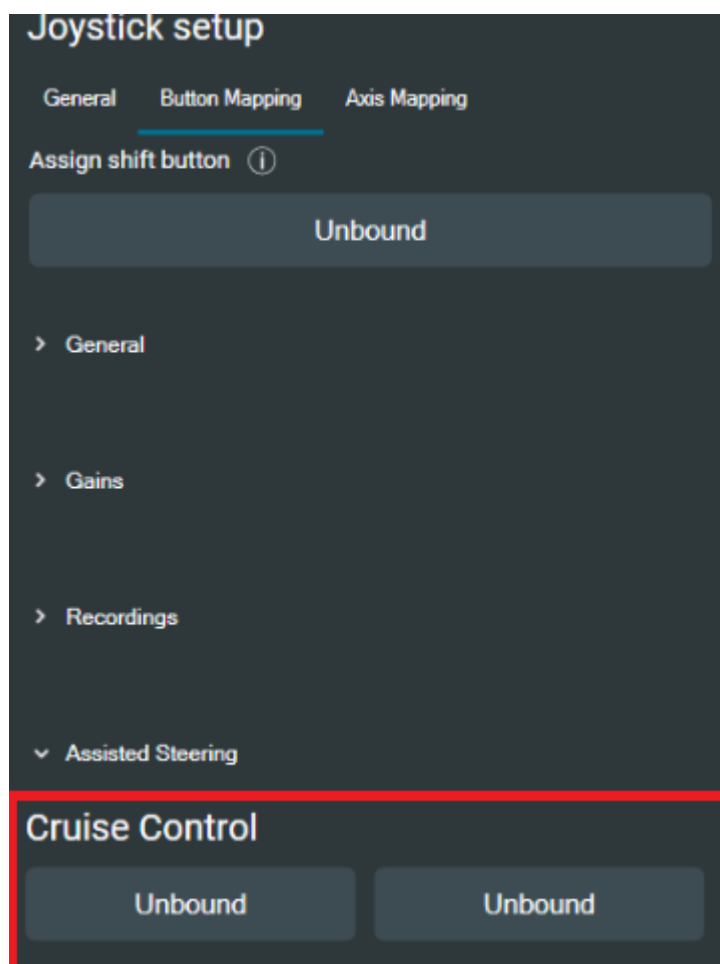 Joystick setup
General Button Mapping Axis Mapping
Assign shift button
Unbound
General
Gains
Recordings
Assisted Steering
Cruise Control
Unbound Unbound